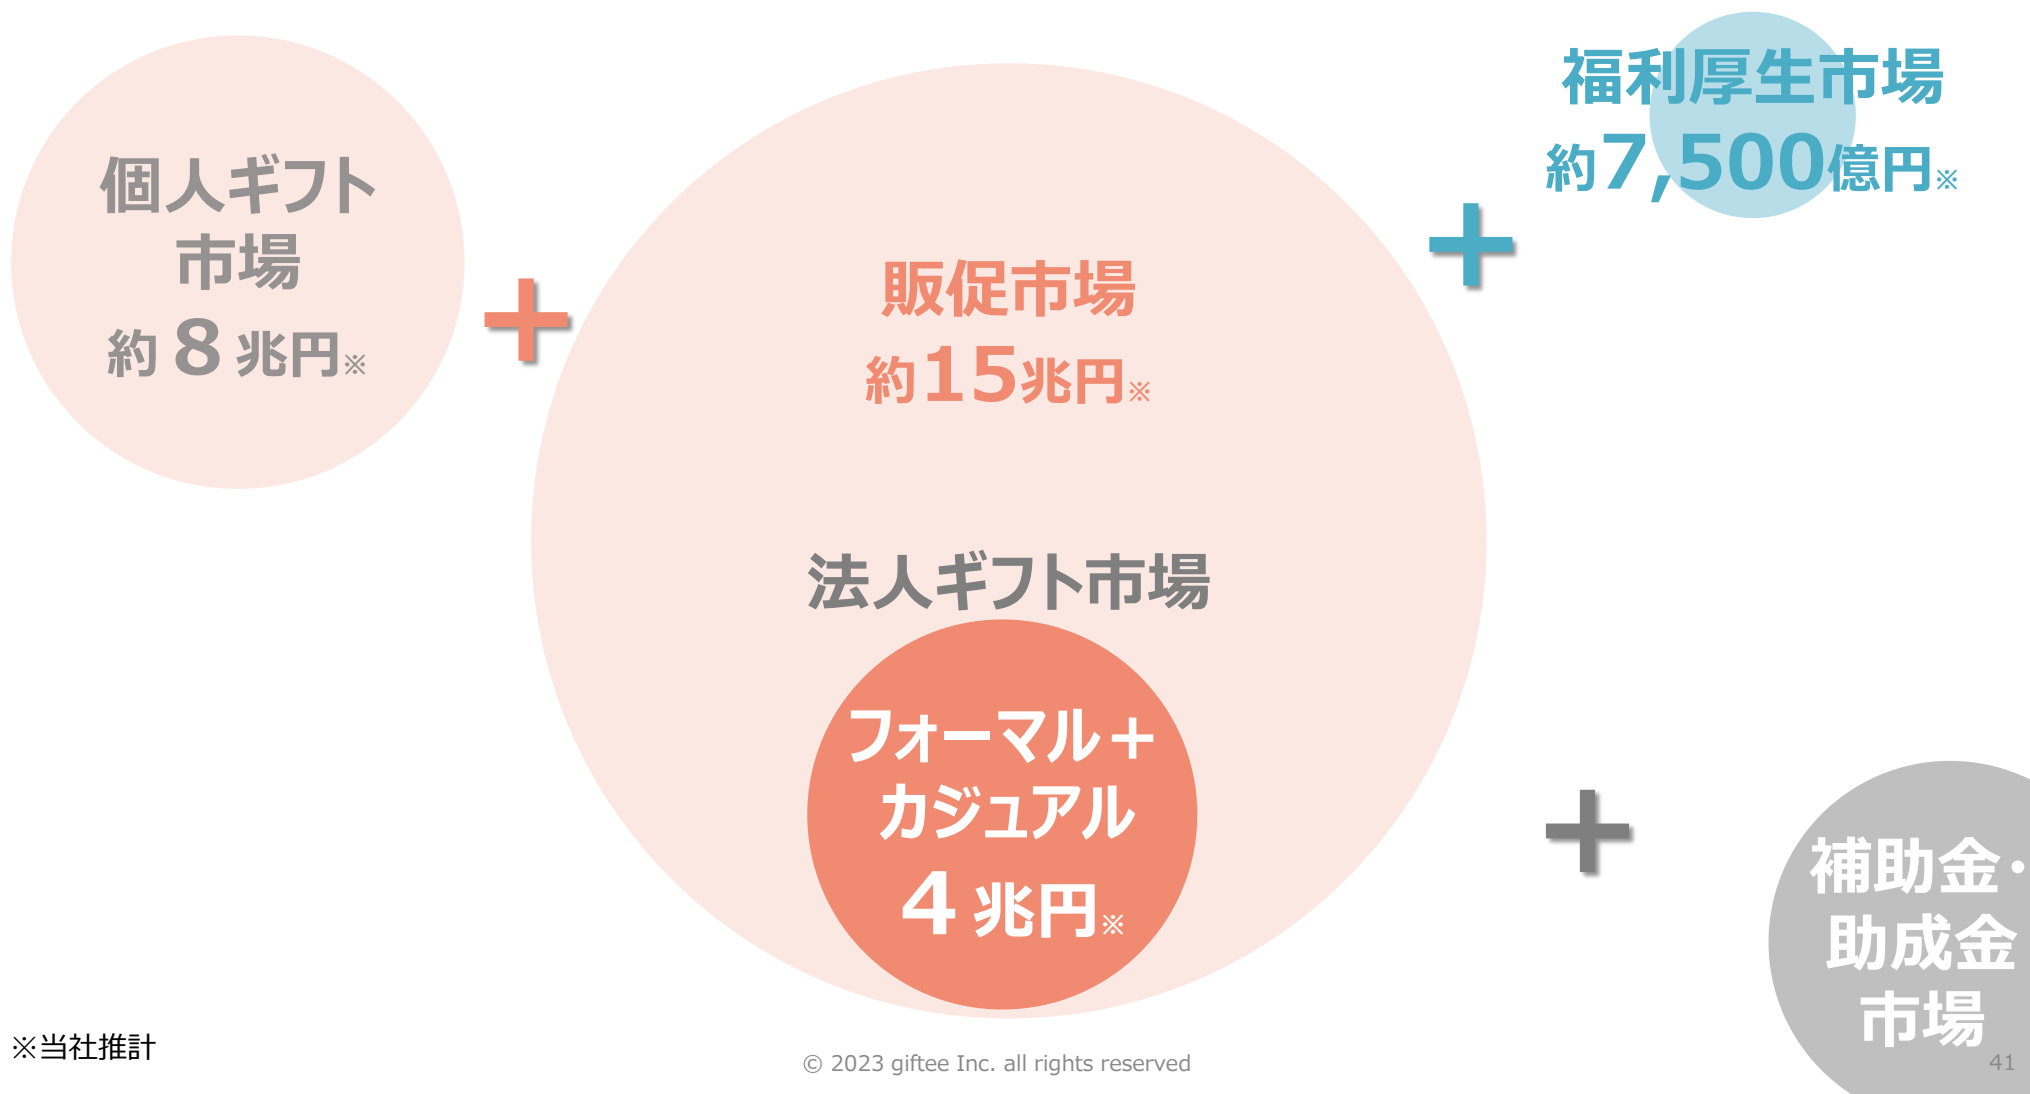 個人ギフト
市場
約８兆円※
+
販促市場
約15兆円※
法人ギフト市場
フォーマル＋
カジュアル
４兆円※
+
福利厚生市場
約7,500億円※
+
補助金・
助成金
市場
※当社推計
© 2023 giftee Inc. all rights reserved
41